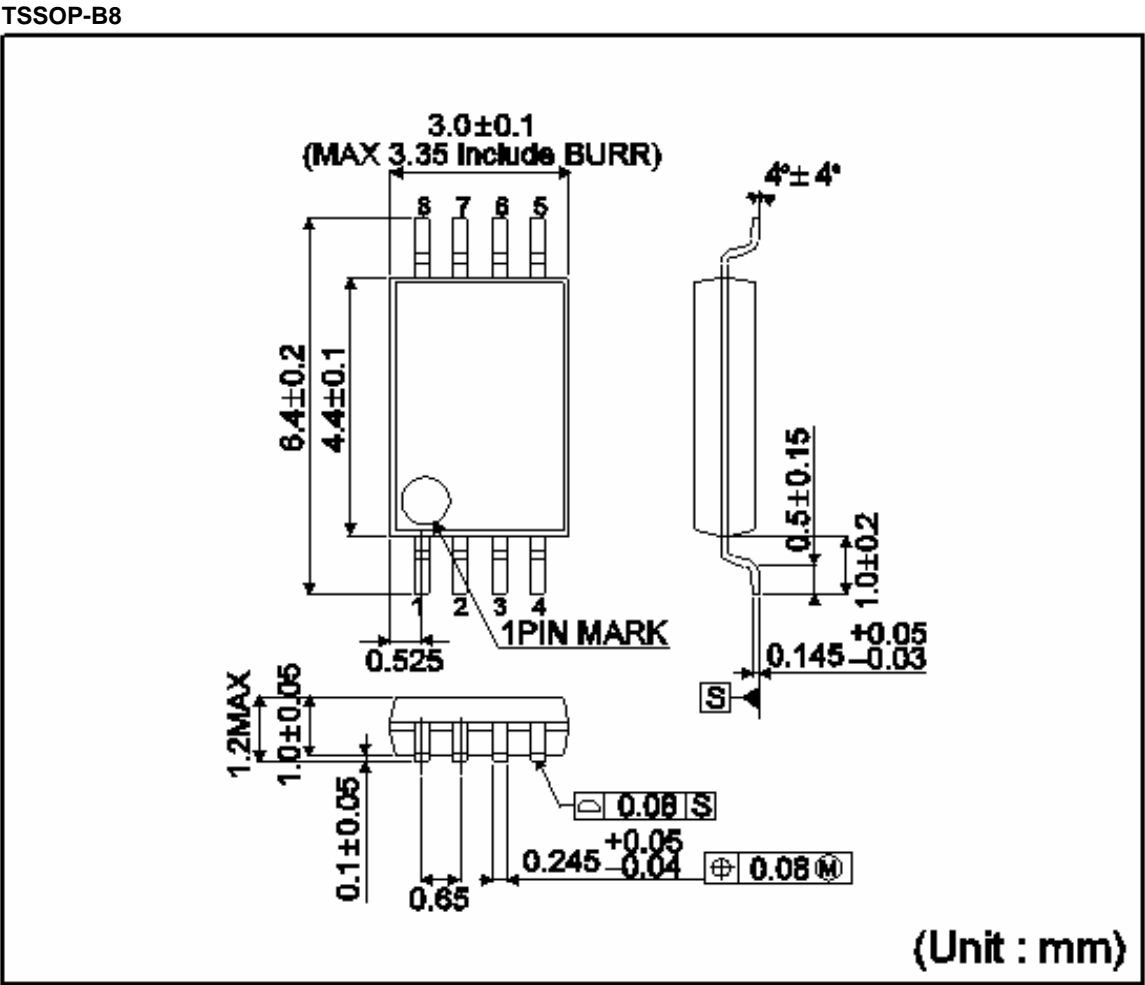 TSSOP-B8
3.0±0.1
(MAX 3.35 Include BURR)
4°±4°
8 7 6 5
6.4±0.2
4.4±0.1
0.5±0.15
1.0±0.2
1 2 3 4
1PIN MARK
0.525
0.145 +0.05 −0.03
S
1.2MAX
1.0±0.05
0.1±0.05
0.08 S
0.245 +0.05 −0.04
0.08 M
0.65
(Unit : mm)